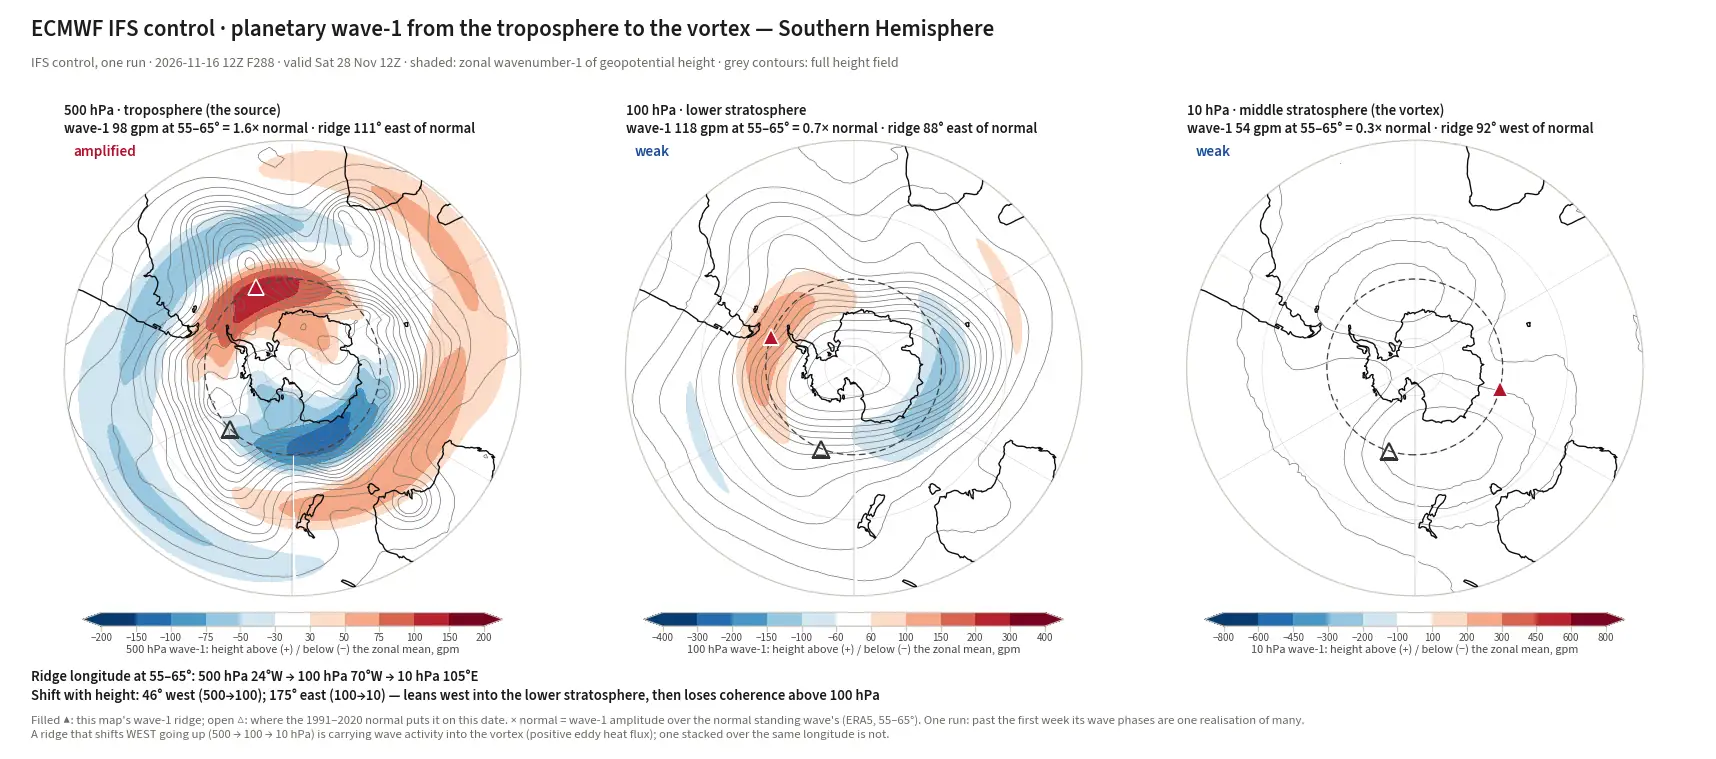 ECMWF IFS control · planetary wave-1 from the troposphere to the vortex — Southern Hemisphere
IFS control, one run · 2026-11-16 12Z F288 · valid Sat 28 Nov 12Z · shaded: zonal wavenumber-1 of geopotential height · grey contours: full height field
500 hPa · troposphere (the source)
wave-1 98 gpm at 55–65° = 1.6× normal · ridge 111° east of normal
amplified
100 hPa · lower stratosphere
wave-1 118 gpm at 55–65° = 0.7× normal · ridge 88° east of normal
weak
10 hPa · middle stratosphere (the vortex)
wave-1 54 gpm at 55–65° = 0.3× normal · ridge 92° west of normal
weak
−200 −150 −100 −75 −50 −30 30 50 75 100 150 200
500 hPa wave-1: height above (+) / below (−) the zonal mean, gpm
−400 −300 −200 −150 −100 −60 60 100 150 200 300 400
100 hPa wave-1: height above (+) / below (−) the zonal mean, gpm
−800 −600 −450 −300 −200 −100 100 200 300 450 600 800
10 hPa wave-1: height above (+) / below (−) the zonal mean, gpm
Ridge longitude at 55–65°: 500 hPa 24°W → 100 hPa 70°W → 10 hPa 105°E
Shift with height: 46° west (500→100); 175° east (100→10) — leans west into the lower stratosphere, then loses coherence above 100 hPa
Filled ▲: this map's wave-1 ridge; open △: where the 1991–2020 normal puts it on this date. × normal = wave-1 amplitude over the normal standing wave's (ERA5, 55–65°). One run: past the first week its wave phases are one realisation of many.
A ridge that shifts WEST going up (500 → 100 → 10 hPa) is carrying wave activity into the vortex (positive eddy heat flux); one stacked over the same longitude is not.